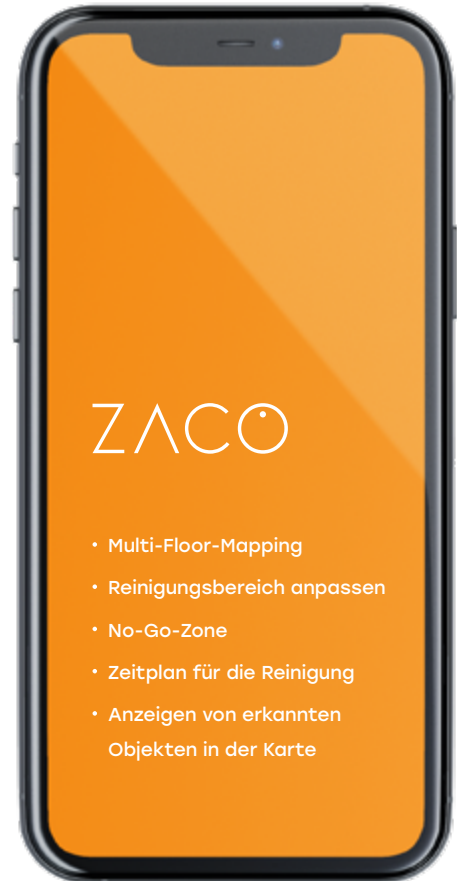 ZACO
• Multi-Floor-Mapping
• Reinigungsbereich anpassen
• No-Go-Zone
• Zeitplan für die Reinigung
• Anzeigen von erkannten
Objekten in der Karte